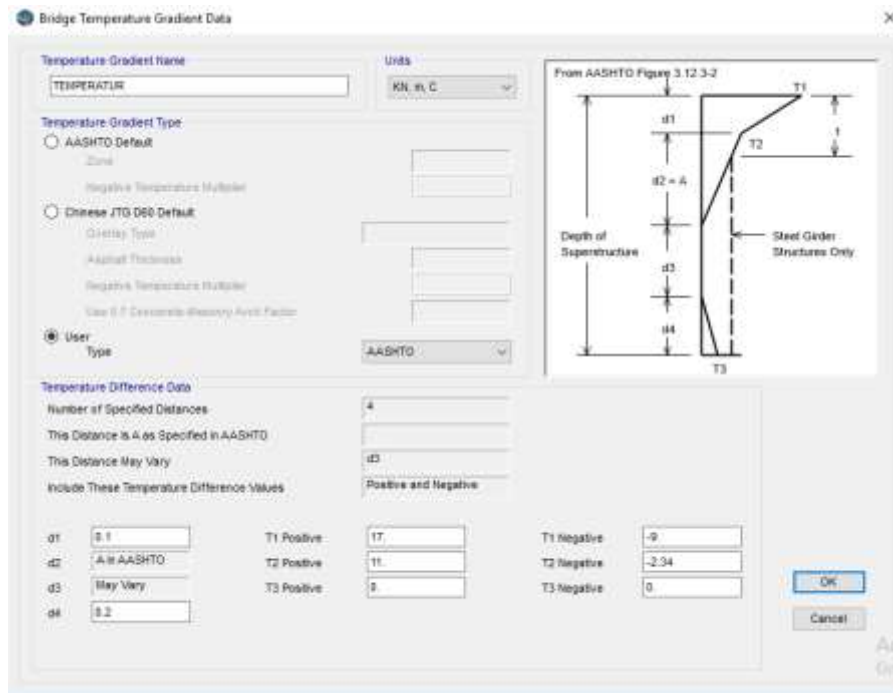 Bridge Temperature Gradient Data
Temperature Gradient Name
TEMPERATUR
Units
KN, m, C
Temperature Gradient Type
AASHTO Default
Zone
Negative Temperature Multiplier
Chinese JTG D60 Default
Overlay Type
Asphalt Thickness
Negative Temperature Multiplier
User
Type
AASHTO
From AASHTO Figure 3.12.3-2
T1
d1
t
T2
d2 = A
Depth of
Superstructure
Steel Girder
Structures Only
d3
d4
T3
Temperature Difference Data
Number of Specified Distances
4
This Distance Is A as Specified in AASHTO
This Distance May Vary
d3
Include These Temperature Difference Values
Positive and Negative
d1 0.1 T1 Positive 17. T1 Negative -9.
d2 A in AASHTO T2 Positive 11. T2 Negative -2.34
d3 May Vary T3 Positive 0. T3 Negative 0.
d4 0.2
OK
Cancel